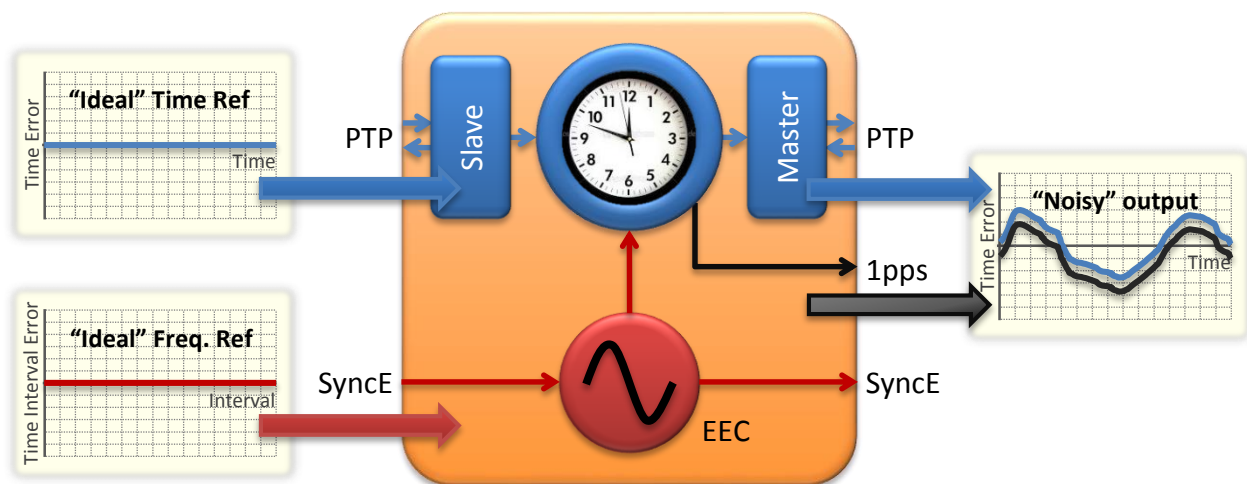 “Ideal” Time Ref
Time Error
Time
PTP
Slave
11 12 1
10 2
9 3
8 4
7 6 5
Master
PTP
“Noisy” output
Time Error
Time
1pps
“Ideal” Freq. Ref
Time Interval Error
Interval
SyncE
EEC
SyncE